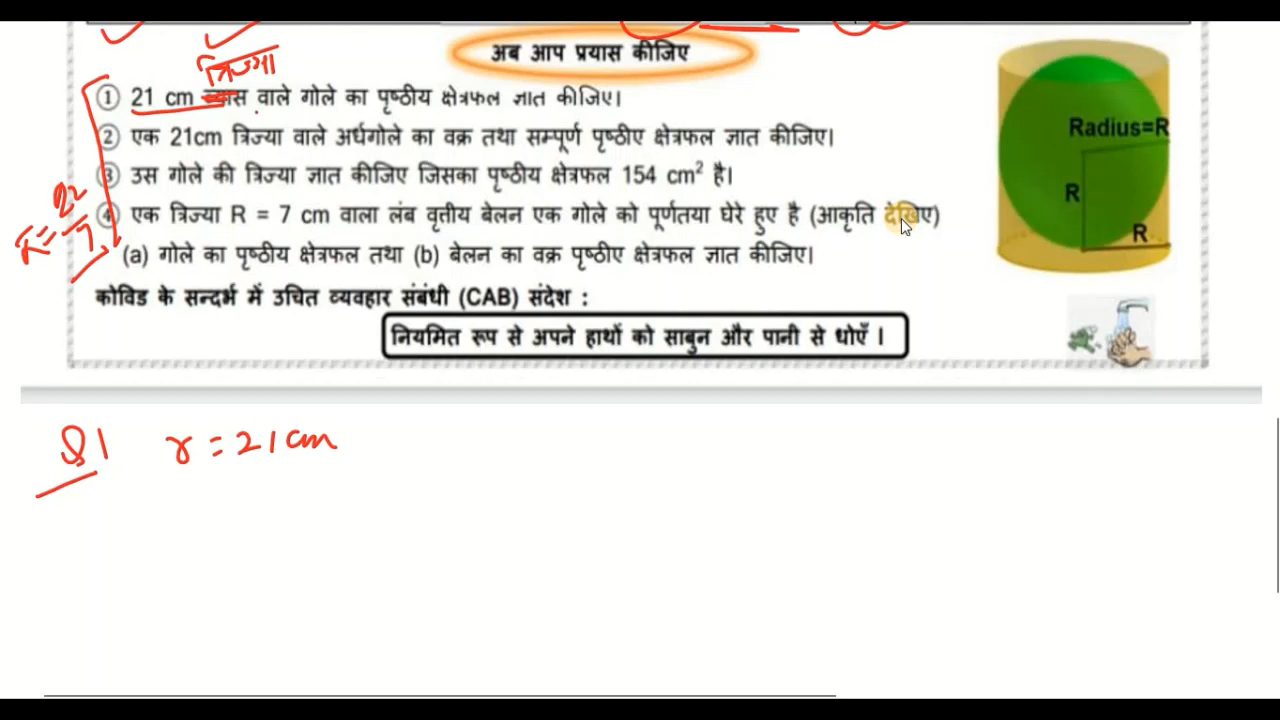 अब आप प्रयास कीजिए
त्रिज्या
① 21 cm व्यास वाले गोले का पृष्ठीय क्षेत्रफल ज्ञात कीजिए।
② एक 21cm त्रिज्या वाले अर्धगोले का वक्र तथा सम्पूर्ण पृष्ठीए क्षेत्रफल ज्ञात कीजिए।
③ उस गोले की त्रिज्या ज्ञात कीजिए जिसका पृष्ठीय क्षेत्रफल 154 cm² है।
④ एक त्रिज्या R = 7 cm वाला लंब वृत्तीय बेलन एक गोले को पूर्णतया घेरे हुए है (आकृति देखिए)
(a) गोले का पृष्ठीय क्षेत्रफल तथा (b) बेलन का वक्र पृष्ठीए क्षेत्रफल ज्ञात कीजिए।
π = 22/7
Radius=R
R
R
कोविड के सन्दर्भ में उचित व्यवहार संबंधी (CAB) संदेश :
नियमित रूप से अपने हाथों को साबुन और पानी से धोएँ ।
Q1 r = 21 cm